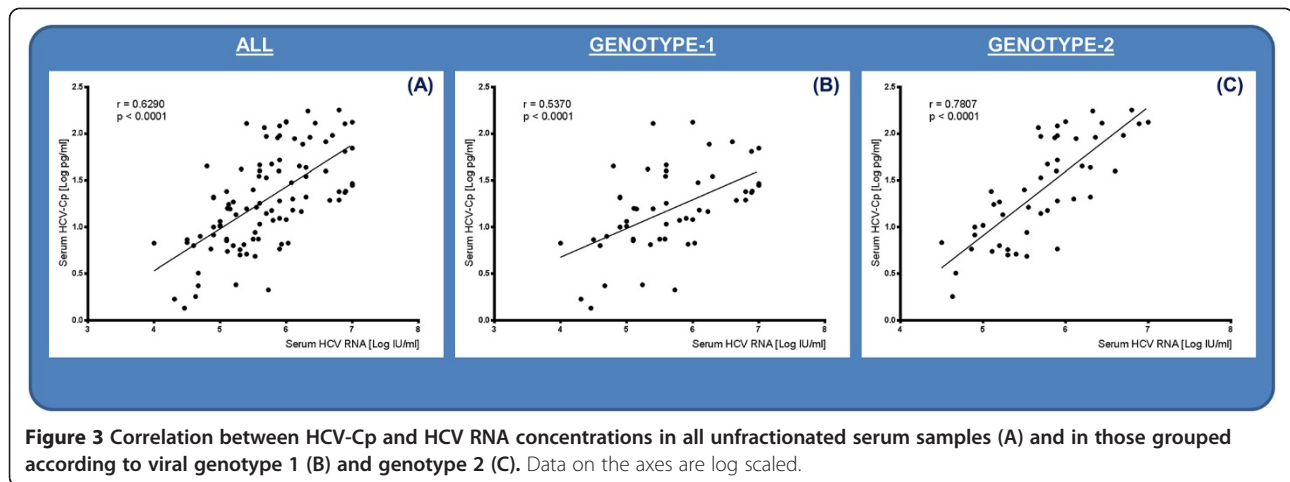 ALL
GENOTYPE-1
GENOTYPE-2
(A)
r = 0.6290
p < 0.0001
Serum HCV-Cp [Log pg/ml]
2.5
2.0
1.5
1.0
0.5
0.0
3
4
5
6
7
8
Serum HCV RNA [Log IU/ml]
(B)
r = 0.5370
p < 0.0001
Serum HCV-Cp [Log pg/ml]
2.5
2.0
1.5
1.0
0.5
0.0
3
4
5
6
7
8
Serum HCV RNA [Log IU/ml]
(C)
r = 0.7807
p < 0.0001
Serum HCV-Cp [Log pg/ml]
2.5
2.0
1.5
1.0
0.5
0.0
4
5
6
7
8
Serum HCV RNA [Log IU/ml]
Figure 3 Correlation between HCV-Cp and HCV RNA concentrations in all unfractionated serum samples (A) and in those grouped
according to viral genotype 1 (B) and genotype 2 (C). Data on the axes are log scaled.